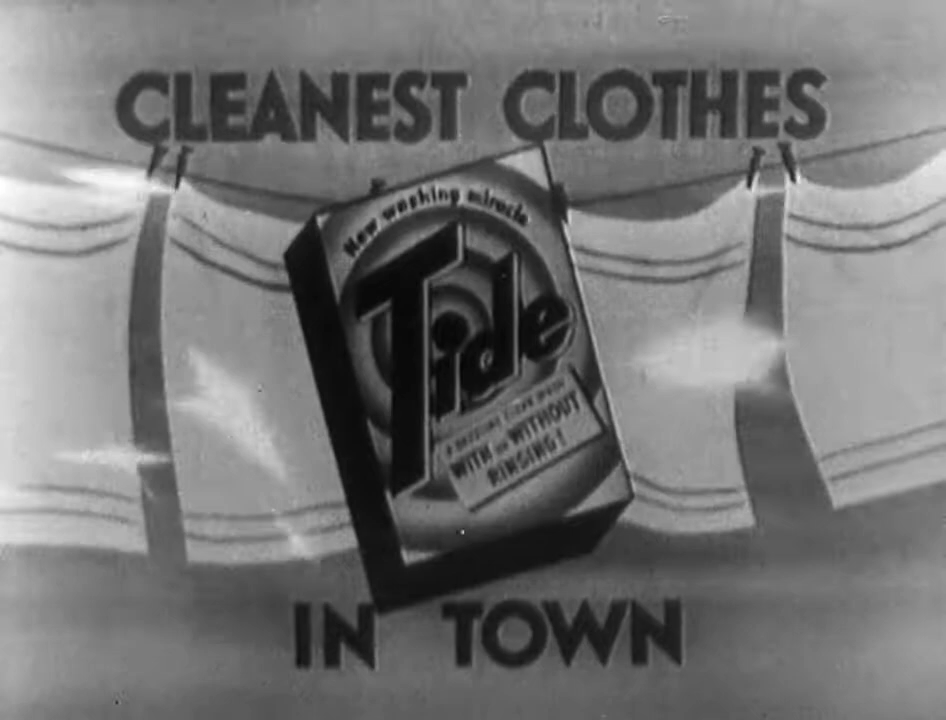 CLEANEST CLOTHES
New washing miracle
Tide
WITH or WITHOUT
RINSING!
IN TOWN